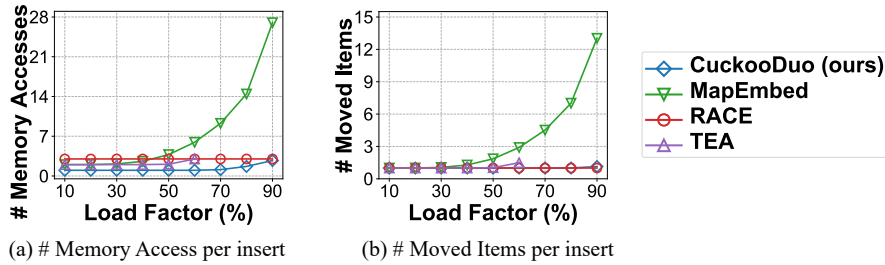 # Memory Accesses
28
21
14
7
0
10 30 50 70 90
Load Factor (%)
(a) # Memory Access per insert
# Moved Items
15
12
9
6
3
0
10 30 50 70 90
Load Factor (%)
(b) # Moved Items per insert
CuckooDuo (ours)
MapEmbed
RACE
TEA